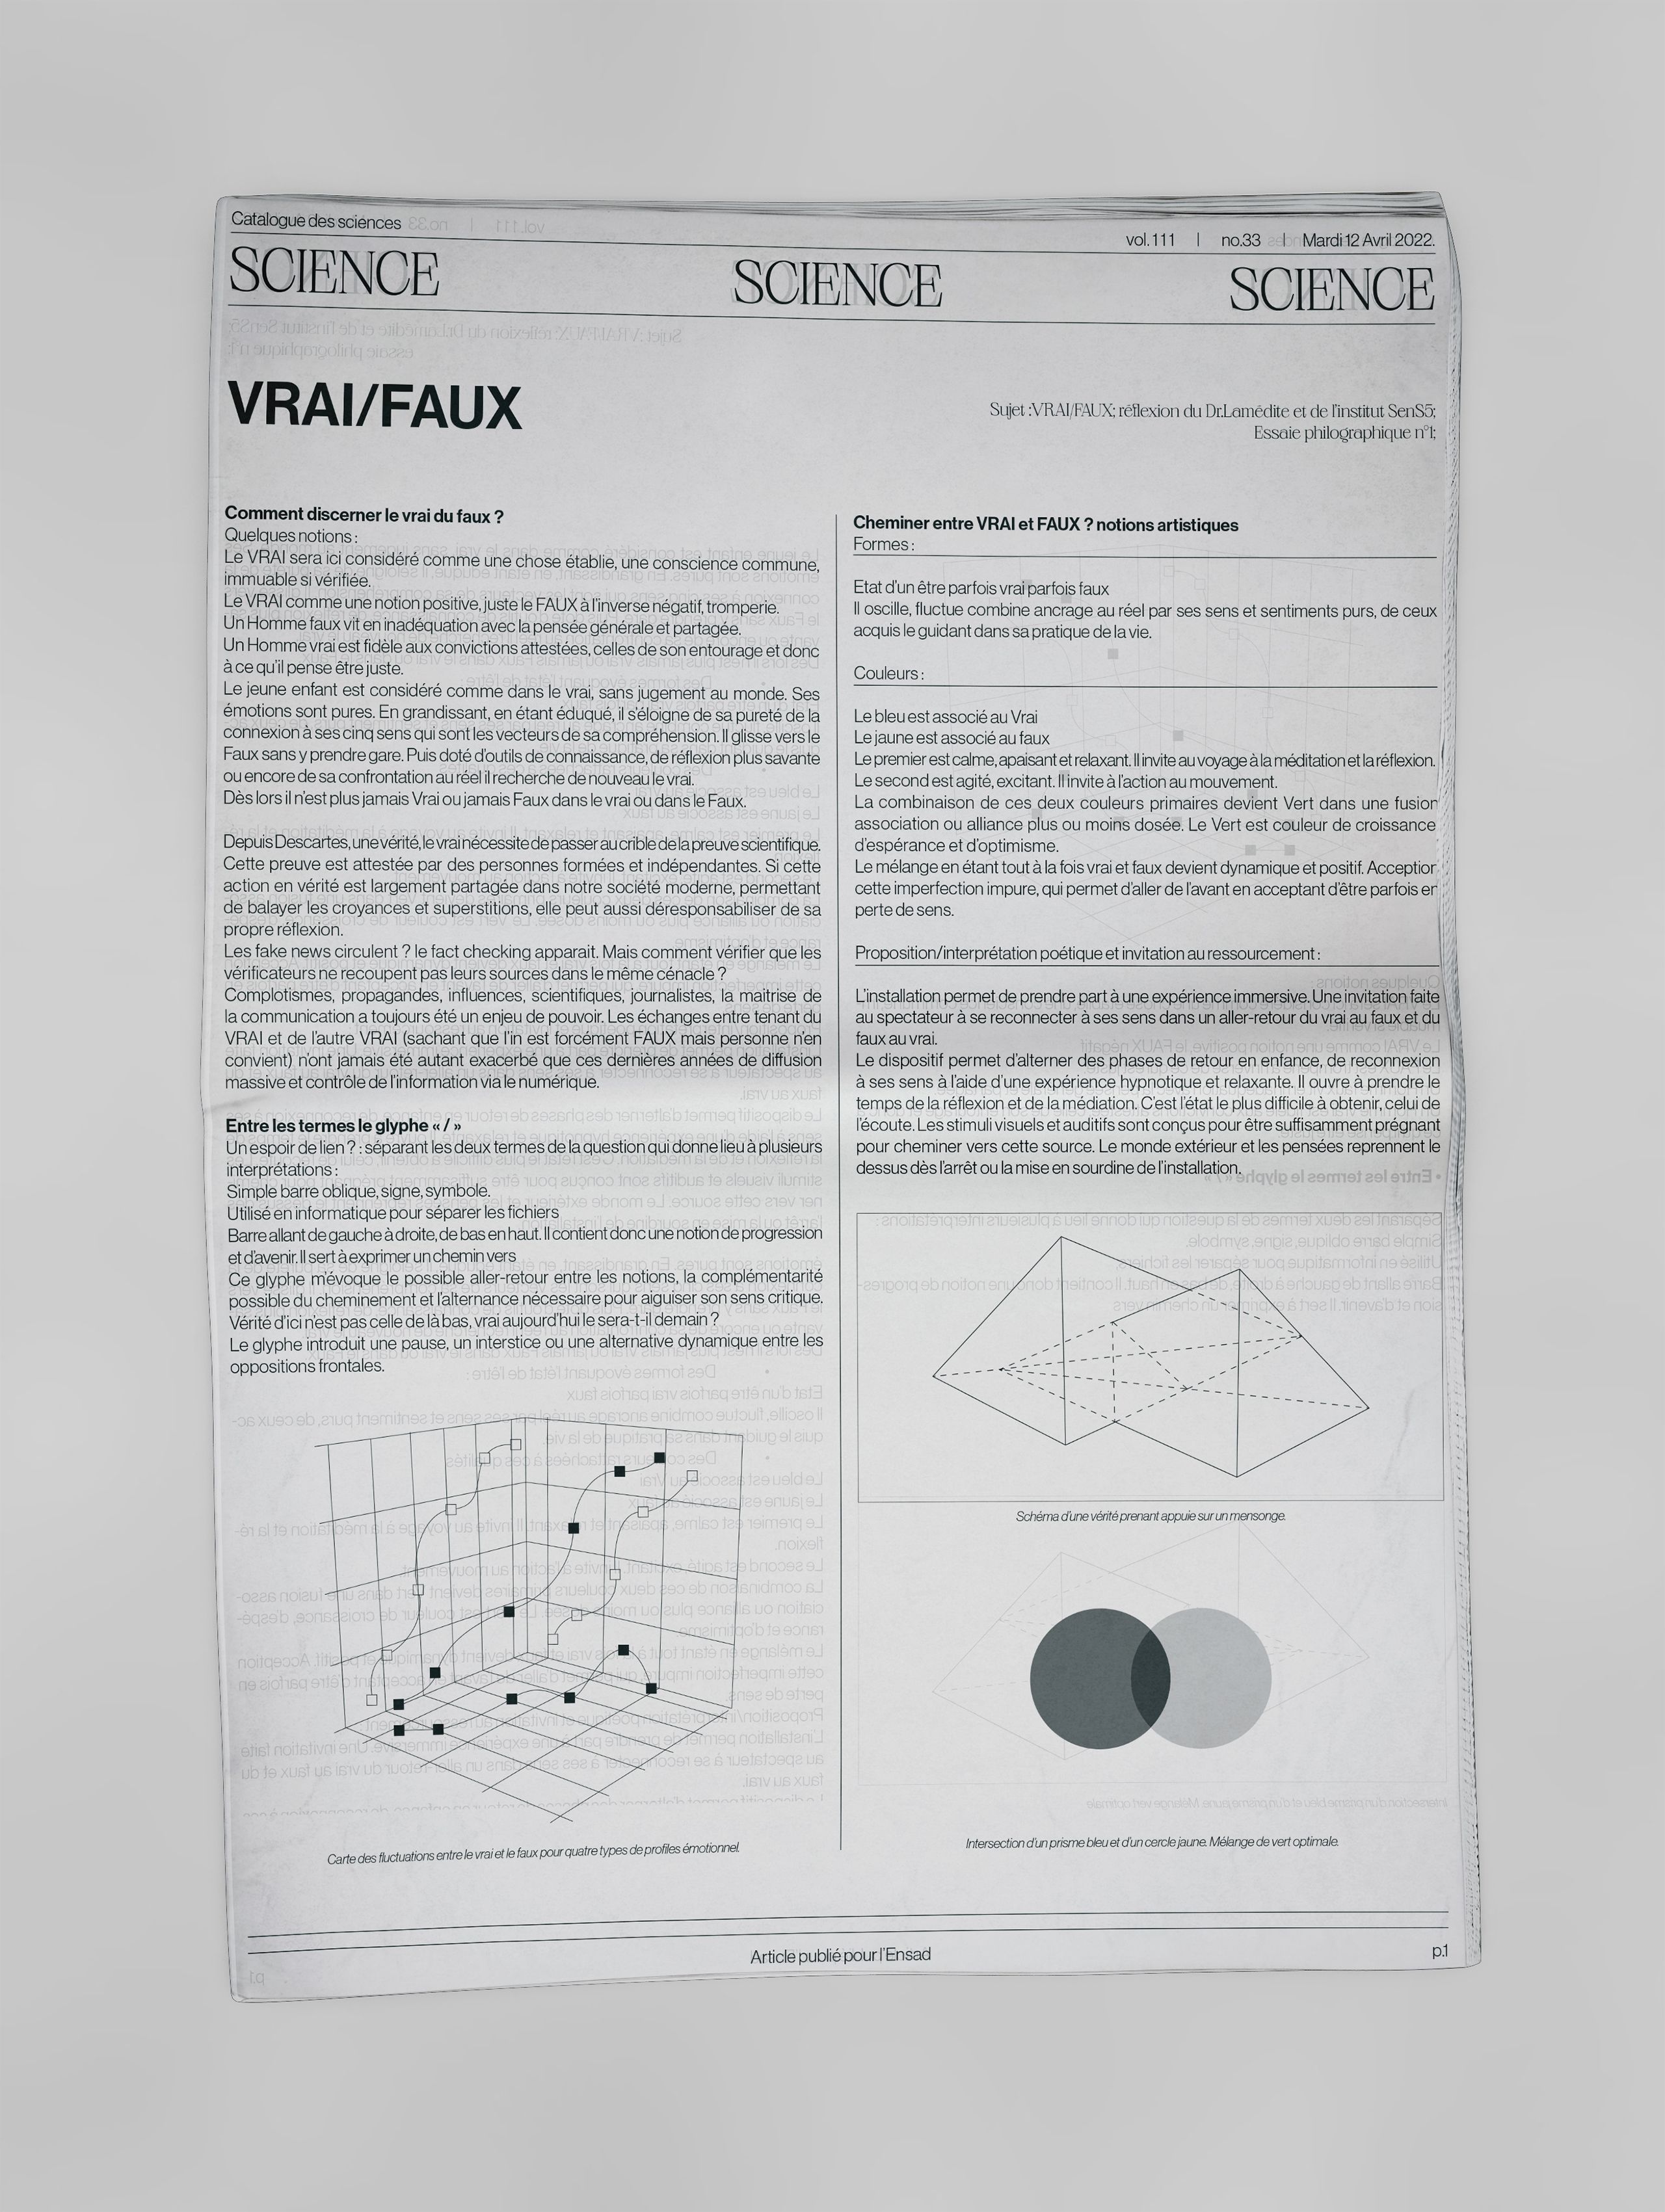 Catalogue des sciences
vol.111 | no.33 | Mardi 12 Avril 2022.
SCIENCE SCIENCE SCIENCE
VRAI/FAUX
Sujet :VRAI/FAUX; réflexion du Dr.Lamédite et de l'institut SenS5;
Essaie philographique n°1;
Comment discerner le vrai du faux ?
Quelques notions :
Le VRAI sera ici considéré comme une chose établie, une conscience commune,
immuable si vérifiée.
Le VRAI comme une notion positive, juste le FAUX à l'inverse négatif, tromperie.
Un Homme faux vit en inadéquation avec la pensée générale et partagée.
Un Homme vrai est fidèle aux convictions attestées, celles de son entourage et donc
à ce qu'il pense être juste.
Le jeune enfant est considéré comme dans le vrai, sans jugement au monde. Ses
émotions sont pures. En grandissant, en étant éduqué, il s'éloigne de sa pureté de la
connexion à ses cinq sens qui sont les vecteurs de sa compréhension. Il glisse vers le
Faux sans y prendre gare. Puis doté d'outils de connaissance, de réflexion plus savante
ou encore de sa confrontation au réel il recherche de nouveau le vrai.
Dès lors il n'est plus jamais Vrai ou jamais Faux dans le vrai ou dans le Faux.
Depuis Descartes, une vérité, le vrai nécessite de passer au crible de la preuve scientifique.
Cette preuve est attestée par des personnes formées et indépendantes. Si cette
action en vérité est largement partagée dans notre société moderne, permettant
de balayer les croyances et superstitions, elle peut aussi déresponsabiliser de sa
propre réflexion.
Les fake news circulent ? le fact checking apparait. Mais comment vérifier que les
vérificateurs ne recoupent pas leurs sources dans le même cénacle ?
Complotismes, propagandes, influences, scientifiques, journalistes, la maitrise de
la communication a toujours été un enjeu de pouvoir. Les échanges entre tenant du
VRAI et de l'autre VRAI (sachant que l'in est forcément FAUX mais personne n'en
convient) n'ont jamais été autant exacerbé que ces dernières années de diffusion
massive et contrôle de l'information via le numérique.
Entre les termes le glyphe « / »
Un espoir de lien ? : séparant les deux termes de la question qui donne lieu à plusieurs
interprétations :
Simple barre oblique, signe, symbole.
Utilisé en informatique pour séparer les fichiers
Barre allant de gauche à droite, de bas en haut. Il contient donc une notion de progression
et d'avenir. Il sert à exprimer un chemin vers
Ce glyphe m'évoque le possible aller-retour entre les notions, la complémentarité
possible du cheminement et l'alternance nécessaire pour aiguiser son sens critique.
Vérité d'ici n'est pas celle de là bas, vrai aujourd'hui le sera-t-il demain ?
Le glyphe introduit une pause, un interstice ou une alternative dynamique entre les
oppositions frontales.
Carte des fluctuations entre le vrai et le faux pour quatre types de profiles émotionnel.
Cheminer entre VRAI et FAUX ? notions artistiques
Formes :
Etat d'un être parfois vrai parfois faux
Il oscille, fluctue combine ancrage au réel par ses sens et sentiments purs, de ceux
acquis le guidant dans sa pratique de la vie.
Couleurs :
Le bleu est associé au Vrai
Le jaune est associé au faux
Le premier est calme, apaisant et relaxant. Il invite au voyage à la méditation et la réflexion.
Le second est agité, excitant. Il invite à l'action au mouvement.
La combinaison de ces deux couleurs primaires devient Vert dans une fusion
association ou alliance plus ou moins dosée. Le Vert est couleur de croissance
d'espérance et d'optimisme.
Le mélange en étant tout à la fois vrai et faux devient dynamique et positif. Acception
cette imperfection impure, qui permet d'aller de l'avant en acceptant d'être parfois en
perte de sens.
Proposition/interprétation poétique et invitation au ressourcement :
L'installation permet de prendre part à une expérience immersive. Une invitation faite
au spectateur à se reconnecter à ses sens dans un aller-retour du vrai au faux et du
faux au vrai.
Le dispositif permet d'alterner des phases de retour en enfance, de reconnexion
à ses sens à l'aide d'une expérience hypnotique et relaxante. Il ouvre à prendre le
temps de la réflexion et de la médiation. C'est l'état le plus difficile à obtenir, celui de
l'écoute. Les stimuli visuels et auditifs sont conçus pour être suffisamment prégnant
pour cheminer vers cette source. Le monde extérieur et les pensées reprennent le
dessus dès l'arrêt ou la mise en sourdine de l'installation.
Schéma d'une vérité prenant appuie sur un mensonge.
Intersection d'un prisme bleu et d'un cercle jaune. Mélange de vert optimale.
Article publié pour l'Ensad
p.1